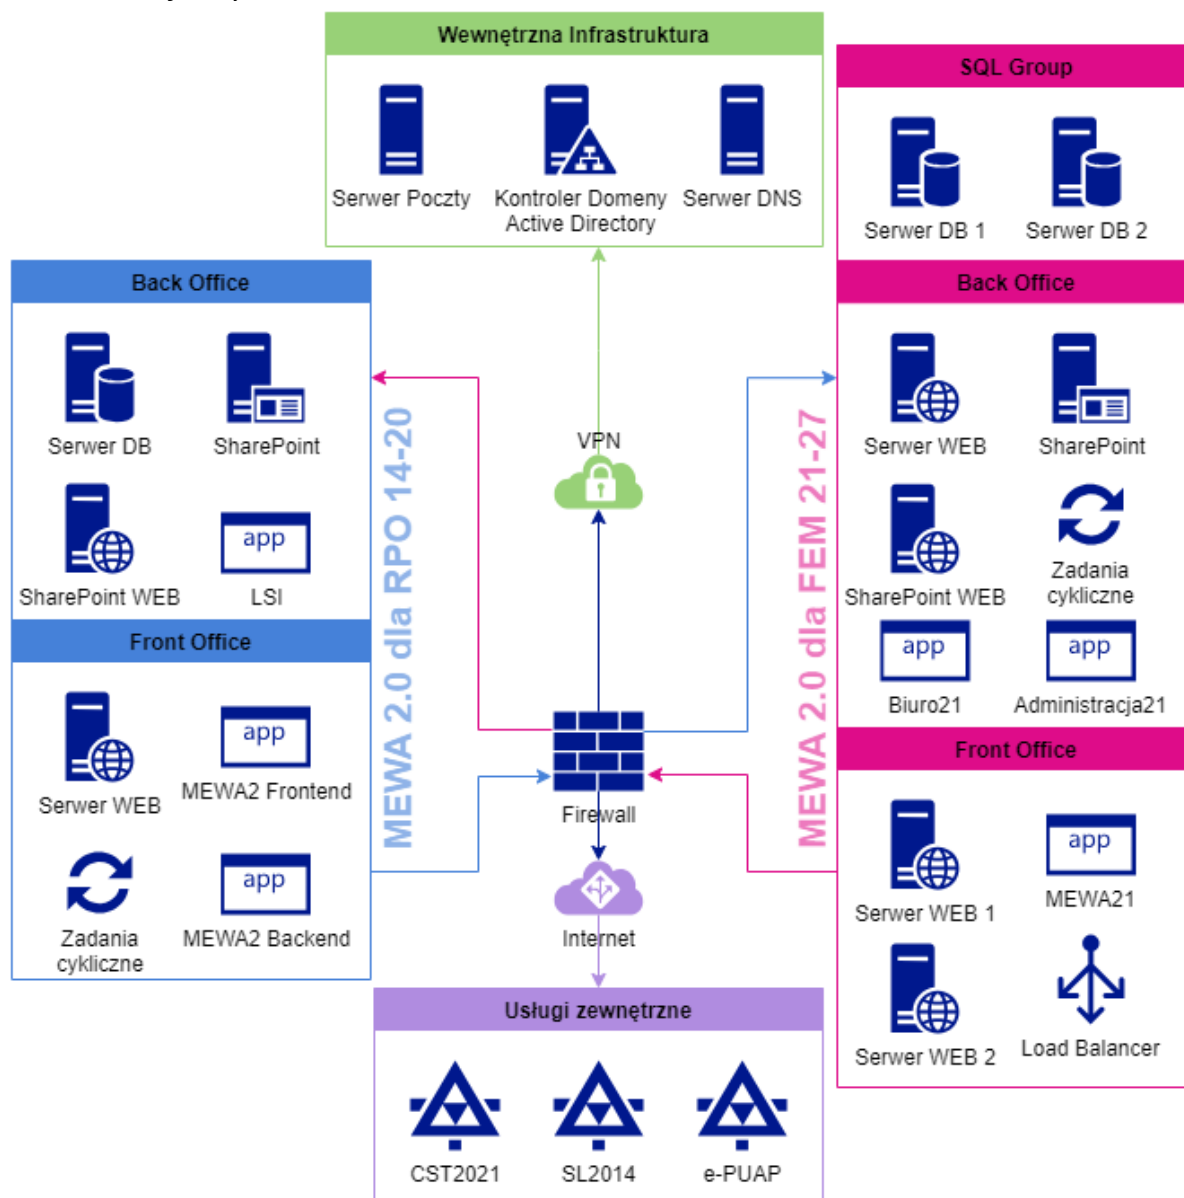 Wewnętrzna Infrastruktura
Serwer Poczty
Kontroler Domeny
Active Directory
Serwer DNS
SQL Group
Serwer DB 1
Serwer DB 2
Back Office
Serwer DB
SharePoint
SharePoint WEB
app
LSI
Front Office
Serwer WEB
app
MEWA2 Frontend
Zadania
cykliczne
app
MEWA2 Backend
MEWA 2.0 dla RPO 14-20
VPN
Firewall
Internet
MEWA 2.0 dla FEM 21-27
Back Office
Serwer WEB
SharePoint
SharePoint WEB
Zadania
cykliczne
app
Biuro21
app
Administracja21
Front Office
Serwer WEB 1
app
MEWA21
Serwer WEB 2
Load Balancer
Usługi zewnętrzne
CST2021
SL2014
e-PUAP